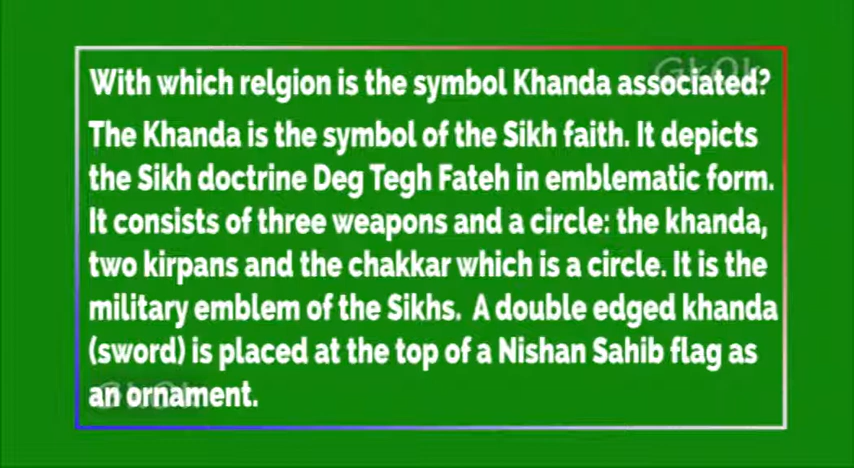 With which relgion is the symbol Khanda associated?
The Khanda is the symbol of the Sikh faith. It depicts
the Sikh doctrine Deg Tegh Fateh in emblematic form.
It consists of three weapons and a circle: the khanda,
two kirpans and the chakkar which is a circle. It is the
military emblem of the Sikhs. A double edged khanda
(sword) is placed at the top of a Nishan Sahib flag as
an ornament.